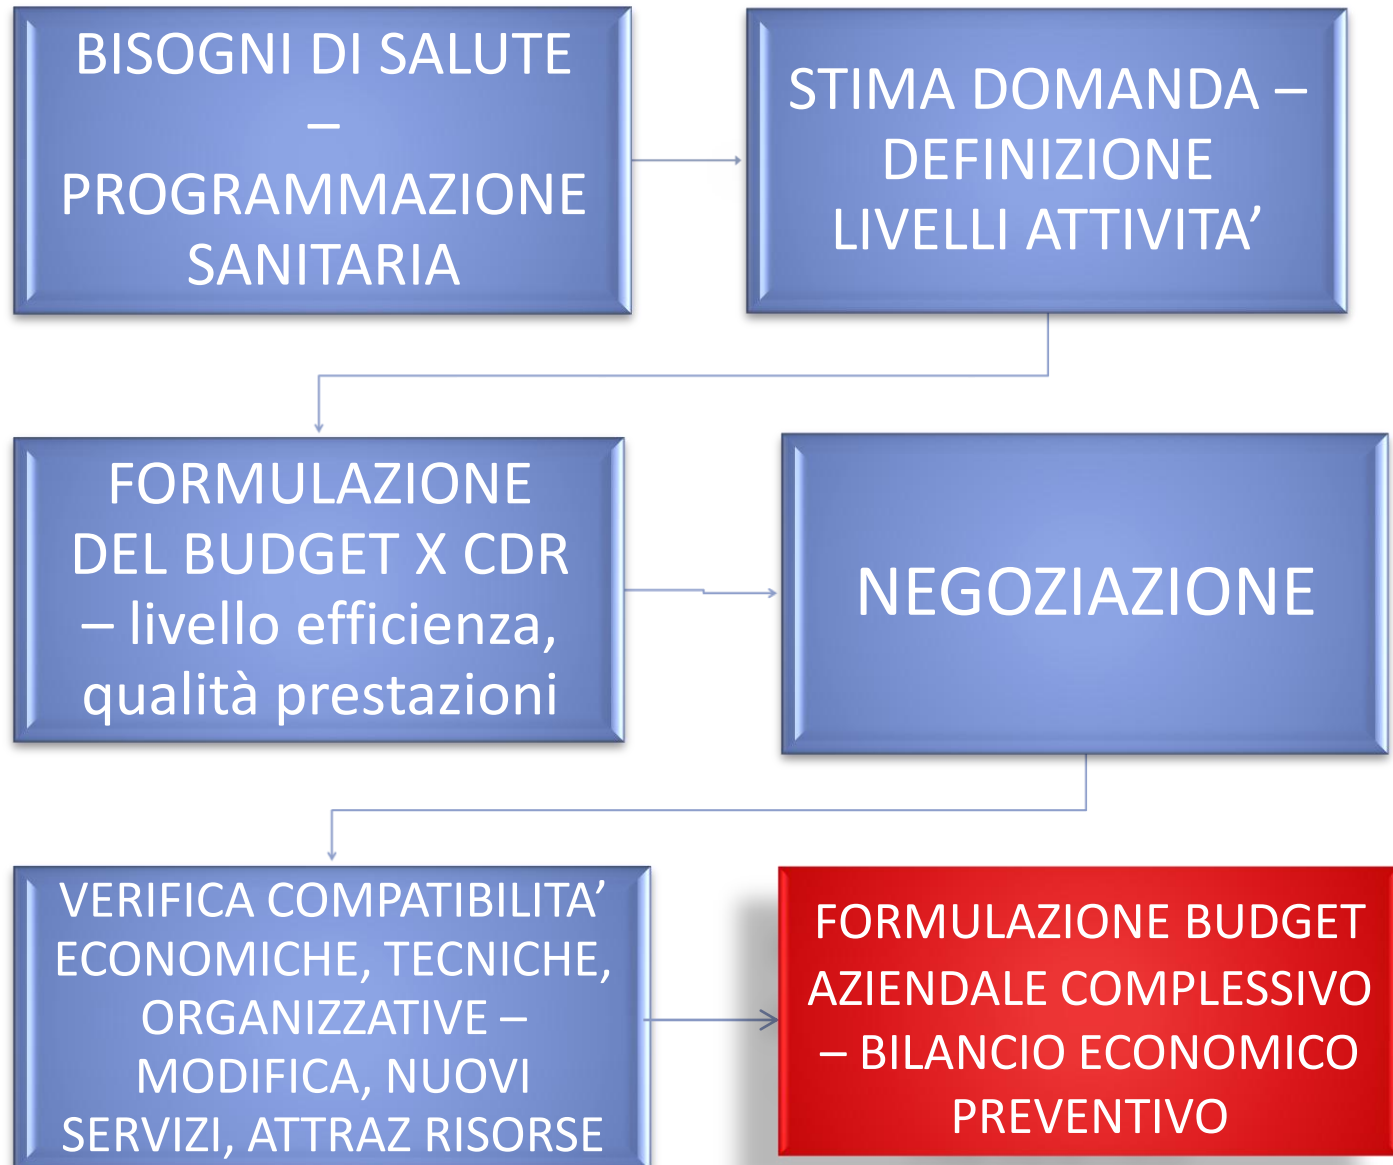 BISOGNI DI SALUTE
–
PROGRAMMAZIONE
SANITARIA
STIMA DOMANDA –
DEFINIZIONE
LIVELLI ATTIVITA’
FORMULAZIONE
DEL BUDGET X CDR
– livello efficienza,
qualità prestazioni
NEGOZIAZIONE
VERIFICA COMPATIBILITA’
ECONOMICHE, TECNICHE,
ORGANIZZATIVE –
MODIFICA, NUOVI
SERVIZI, ATTRAZ RISORSE
FORMULAZIONE BUDGET
AZIENDALE COMPLESSIVO
– BILANCIO ECONOMICO
PREVENTIVO